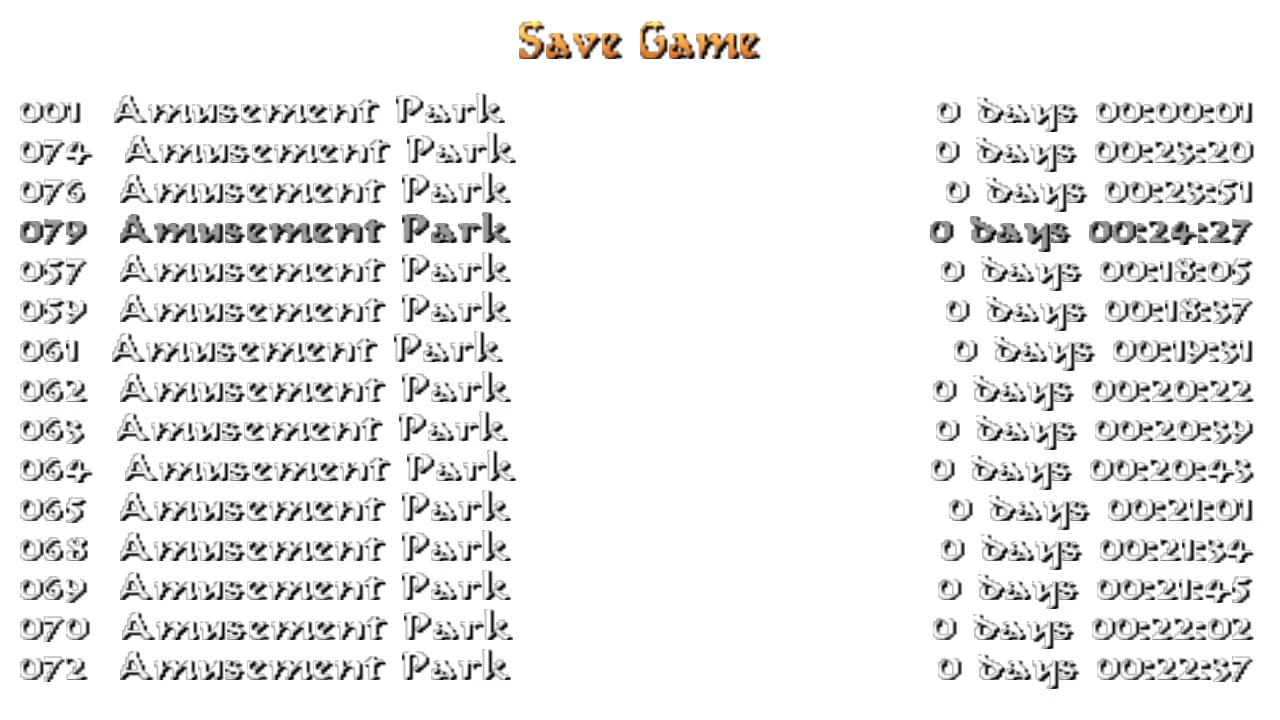 Save Game
001 Amusement Park 0 days 00:00:01
074 Amusement Park 0 days 00:23:20
076 Amusement Park 0 days 00:23:51
079 Amusement Park 0 days 00:24:27
057 Amusement Park 0 days 00:18:05
059 Amusement Park 0 days 00:18:37
061 Amusement Park 0 days 00:19:31
062 Amusement Park 0 days 00:20:22
063 Amusement Park 0 days 00:20:39
064 Amusement Park 0 days 00:20:43
065 Amusement Park 0 days 00:21:01
068 Amusement Park 0 days 00:21:34
069 Amusement Park 0 days 00:21:45
070 Amusement Park 0 days 00:22:02
072 Amusement Park 0 days 00:22:37